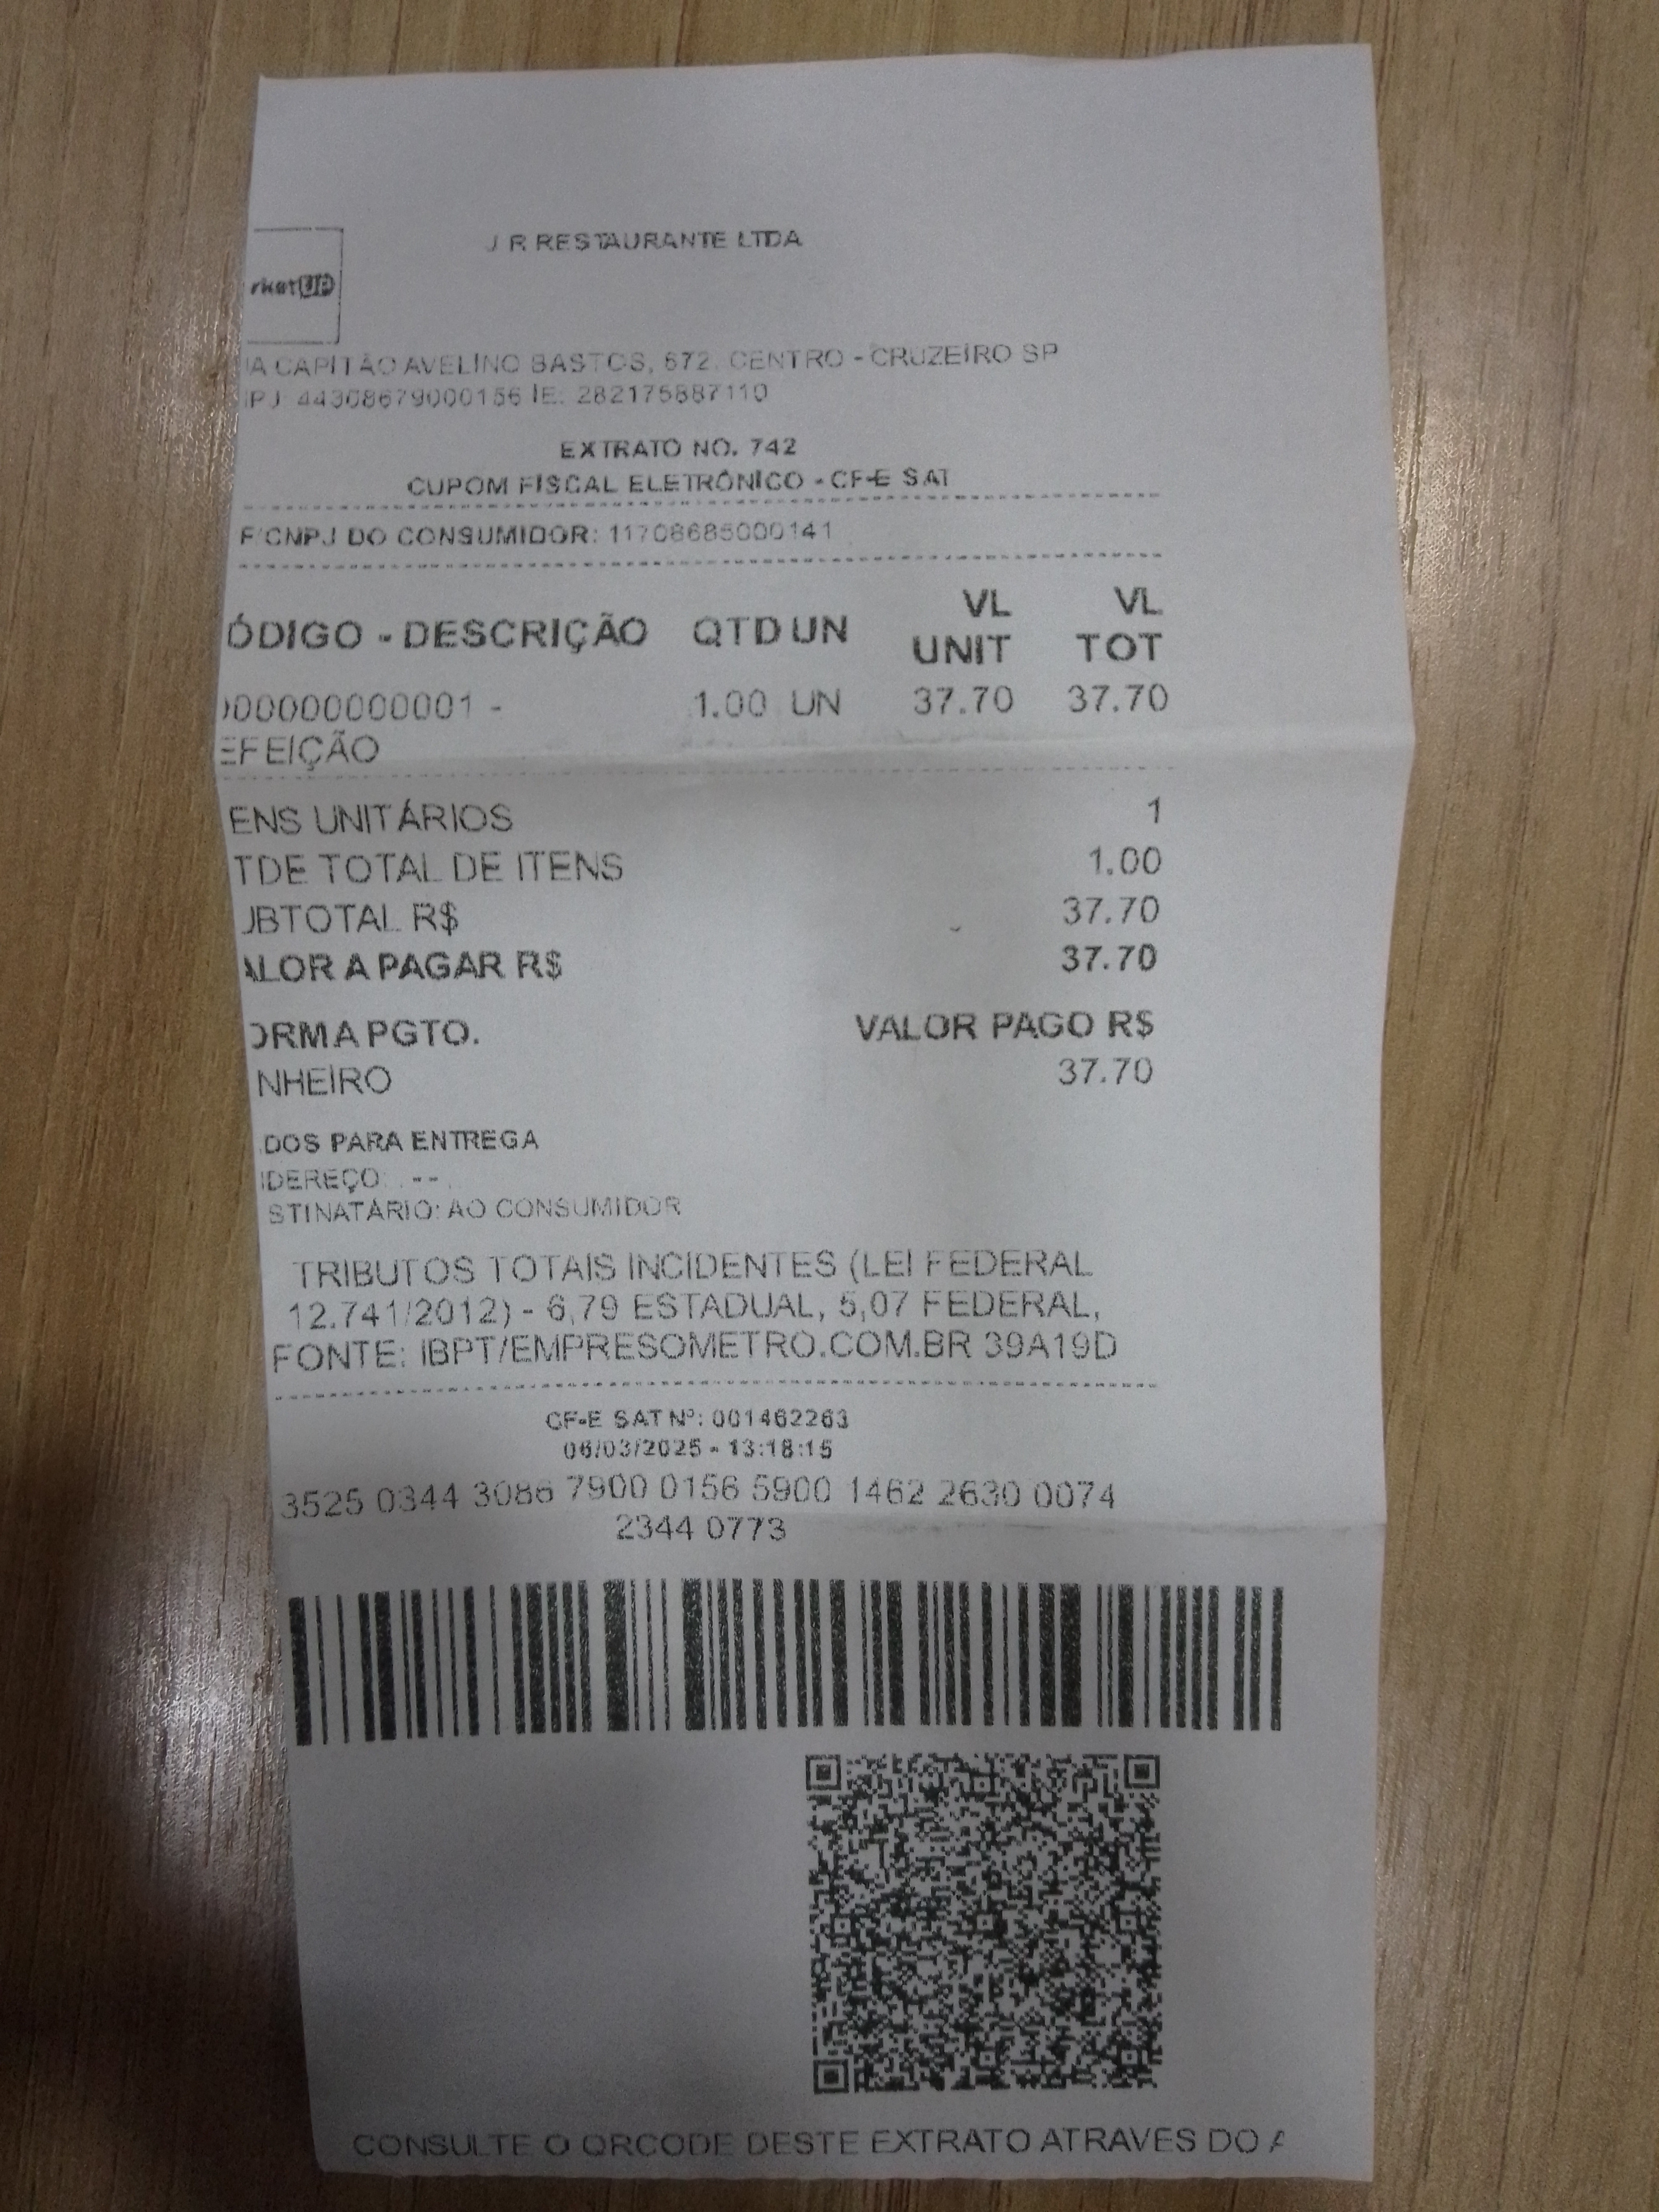 J R RESTAURANTE LTDA
rketUP
A CAPITÃO AVELINO BASTOS, 672, CENTRO - CRUZEIRO SP
PJ: 44308679000156 IE: 282175887110
EXTRATO NO. 742
CUPOM FISCAL ELETRÔNICO - CF-E SAT
F/CNPJ DO CONSUMIDOR: 11708685000141
ÓDIGO - DESCRIÇÃO QTD UN VL UNIT VL TOT
000000000001 - 1.00 UN 37.70 37.70
EFEIÇÃO
ENS UNITÁRIOS 1
TDE TOTAL DE ITENS 1.00
UBTOTAL R$ 37.70
ALOR A PAGAR R$ 37.70
ORMA PGTO. VALOR PAGO R$
NHEIRO 37.70
DOS PARA ENTREGA
DEREÇO: . --
STINATÁRIO: AO CONSUMIDOR
TRIBUTOS TOTAIS INCIDENTES (LEI FEDERAL
12.741/2012) - 6,79 ESTADUAL, 5,07 FEDERAL,
FONTE: IBPT/EMPRESOMETRO.COM.BR 39A19D
CF-E SAT Nº: 001462263
06/03/2025 - 13:18:15
3525 0344 3086 7900 0156 5900 1462 2630 0074
2344 0773
CONSULTE O QRCODE DESTE EXTRATO ATRAVES DO A